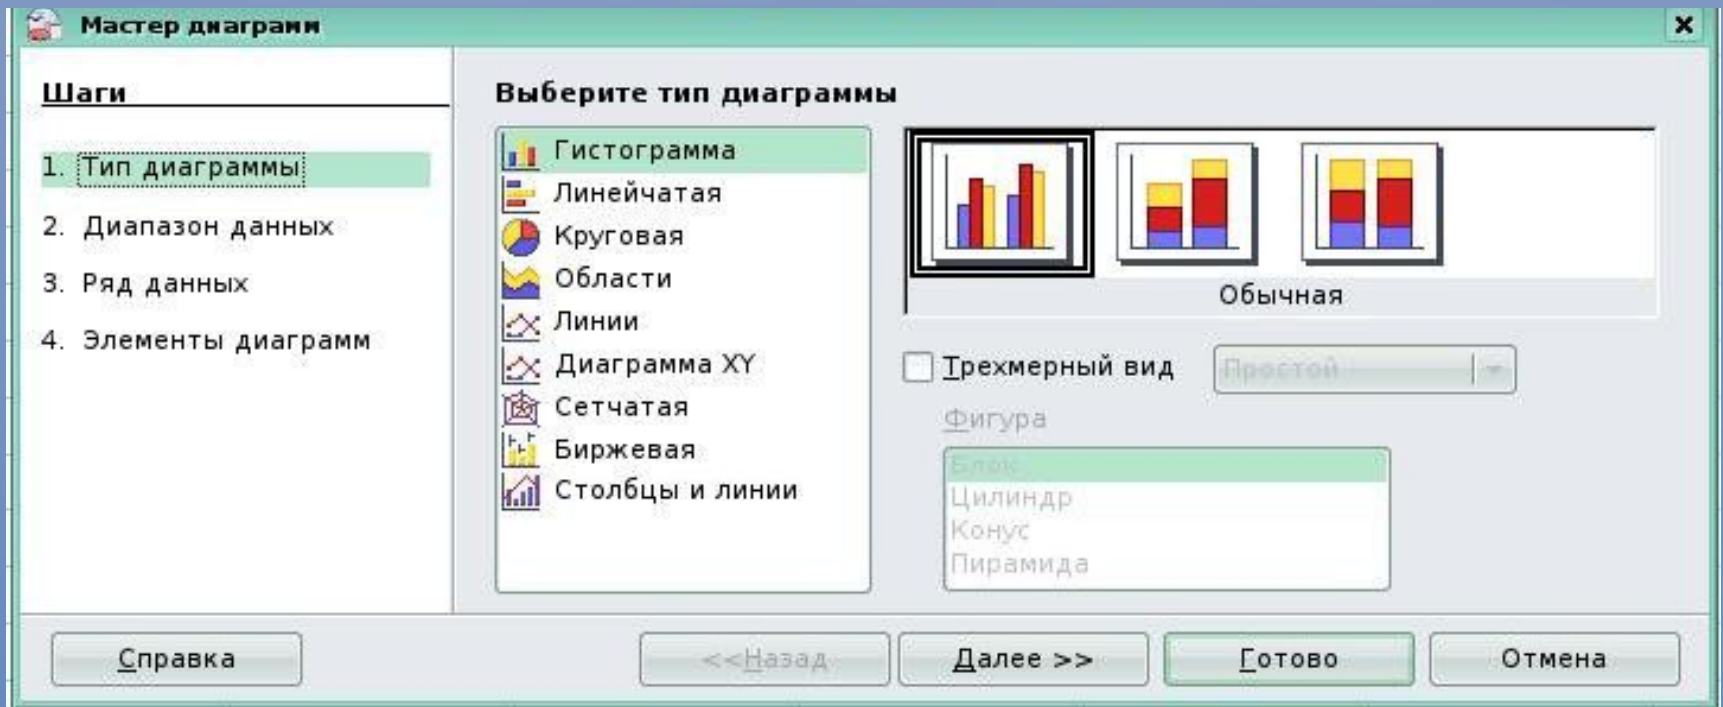 Мастер диаграмм
Шаги
1. Тип диаграммы
2. Диапазон данных
3. Ряд данных
4. Элементы диаграмм
Выберите тип диаграммы
Гистограмма
Линейчатая
Круговая
Области
Линии
Диаграмма XY
Сетчатая
Биржевая
Столбцы и линии
Обычная
Трехмерный вид
Простой
Фигура
Блок
Цилиндр
Конус
Пирамида
Справка
<<Назад
Далее >>
Готово
Отмена